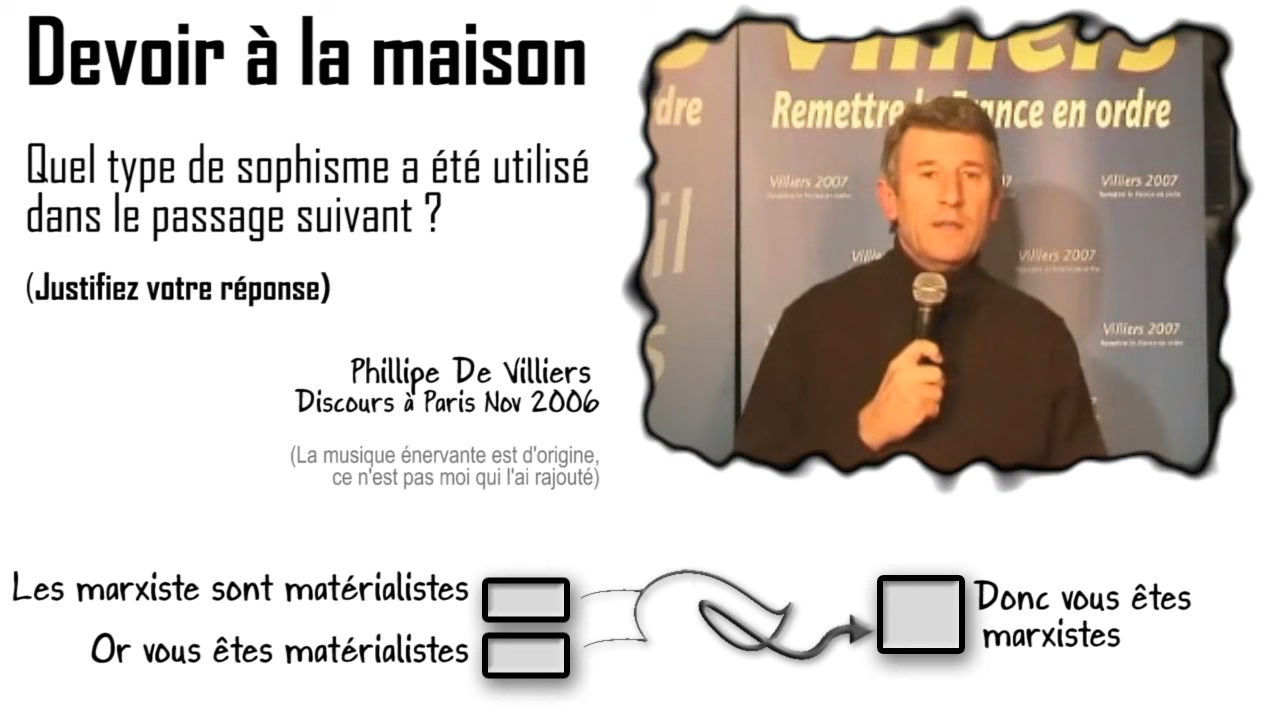 Devoir à la maison
Quel type de sophisme a été utilisé
dans le passage suivant ?
(Justifiez votre réponse)
Phillipe De Villiers
Discours à Paris Nov 2006
(La musique énervante est d'origine,
ce n'est pas moi qui l'ai rajouté)
Villiers
Remettre la France en ordre
rdre
Villiers 2007
Villiers 2007
Villiers 2007
Villiers 2007
Les marxiste sont matérialistes
Or vous êtes matérialistes
Donc vous êtes
marxistes